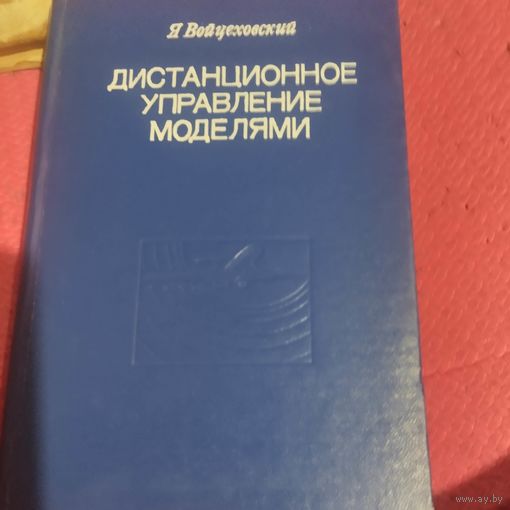 Я Войцеховский
ДИСТАНЦИОННОЕ
УПРАВЛЕНИЕ
МОДЕЛЯМИ
www.ay.by